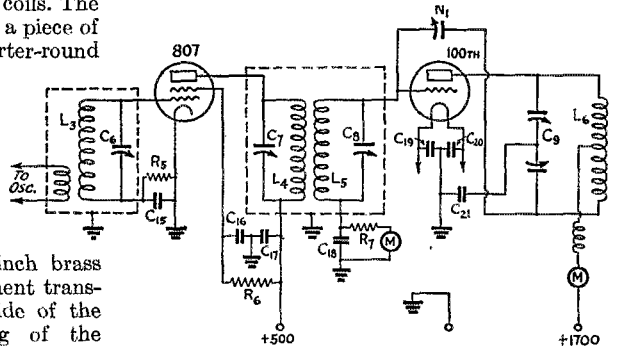 coils. The
a piece of
rter-round
inch brass
nent trans-
de of the
g of the
807
N1
100TH
L3
C6
R5
C15
To
Osc.
C7
L4
L5
C8
C16
C17
C18
R6
R7
M
C19
C20
C21
C9
L6
M
+500
+1700